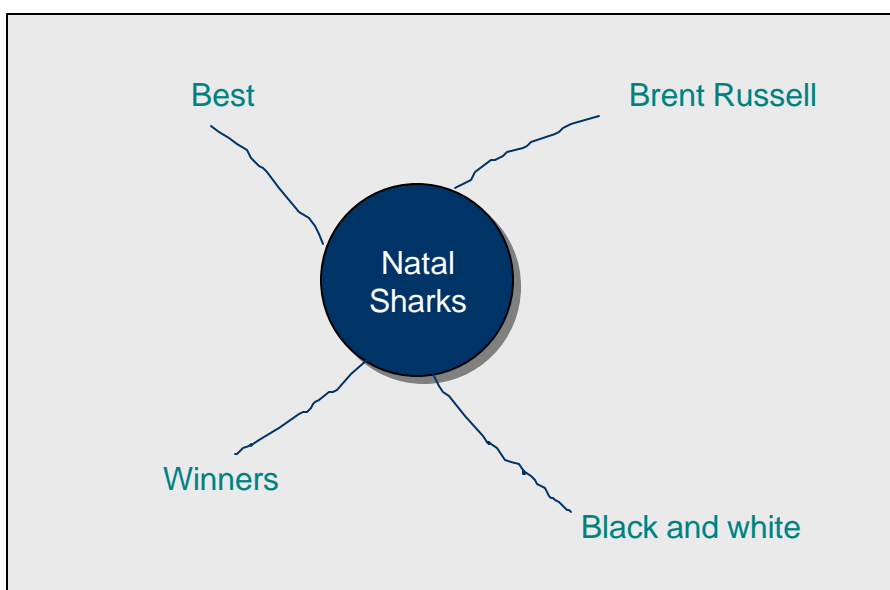 Best
Brent Russell
Natal
Sharks
Winners
Black and white